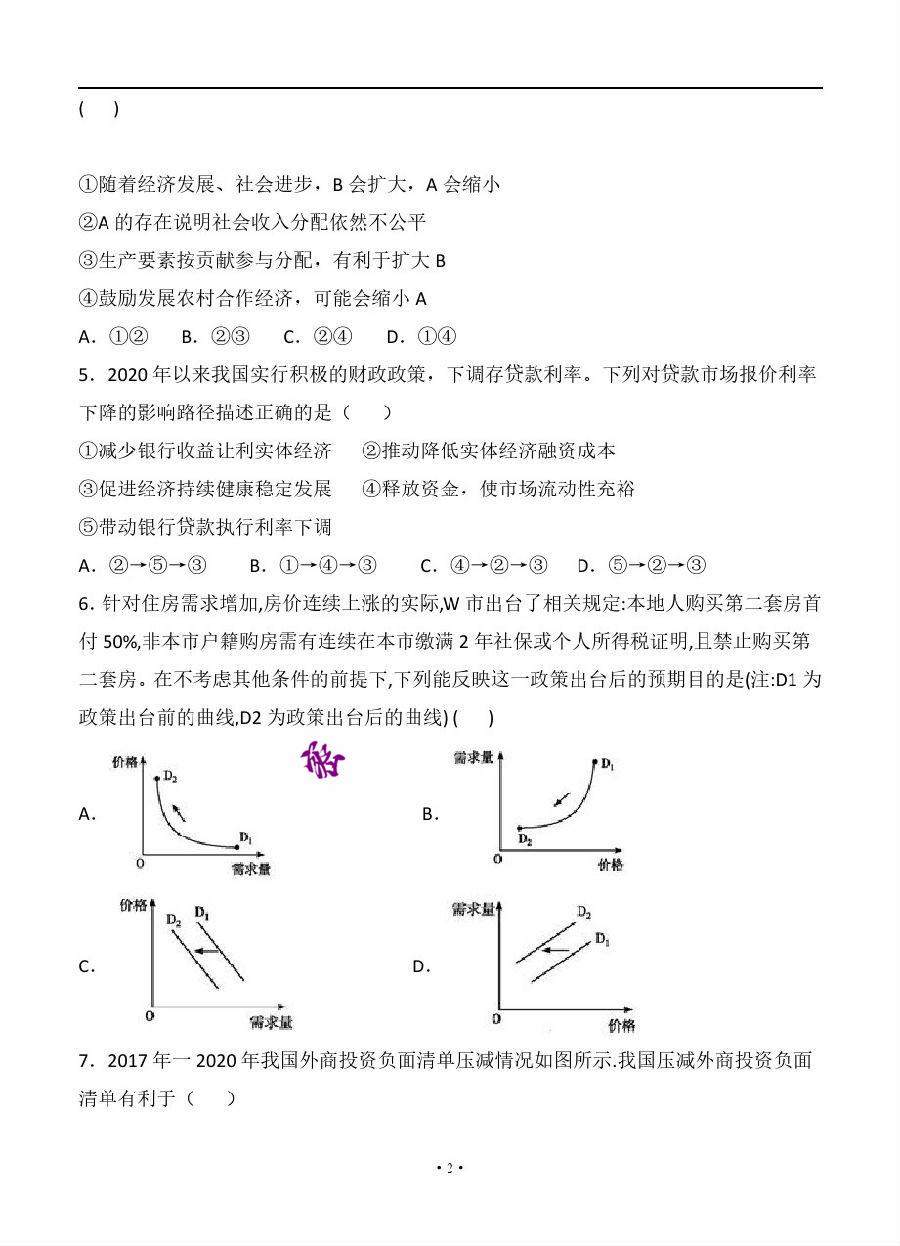 (      )
①随着经济发展、社会进步，B 会扩大，A 会缩小
②A 的存在说明社会收入分配依然不公平
③生产要素按贡献参与分配，有利于扩大 B
④鼓励发展农村合作经济，可能会缩小 A
A．①②  B．②③  C．②④  D．①④
5．2020 年以来我国实行积极的财政政策，下调存贷款利率。下列对贷款市场报价利率
下降的影响路径描述正确的是（      ）
①减少银行收益让利实体经济  ②推动降低实体经济融资成本
③促进经济持续健康稳定发展  ④释放资金，使市场流动性充裕
⑤带动银行贷款执行利率下调
A．②→⑤→③  B．①→④→③  C．④→②→③  D．⑤→②→③
6．针对住房需求增加,房价连续上涨的实际,W 市出台了相关规定:本地人购买第二套房首
付 50%,非本市户籍购房需有连续在本市缴满 2 年社保或个人所得税证明,且禁止购买第
二套房。在不考虑其他条件的前提下,下列能反映这一政策出台后的预期目的是(注:D1 为
政策出台前的曲线,D2 为政策出台后的曲线) (      )
A．
价格
D₂
D₁
O
需求量
B．
需求量
D₁
D₂
O
价格
C．
价格
D₂
D₁
O
需求量
D．
需求量
D₂
D₁
O
价格
7．2017 年一 2020 年我国外商投资负面清单压减情况如图所示.我国压减外商投资负面
清单有利于（      ）
· 2 ·